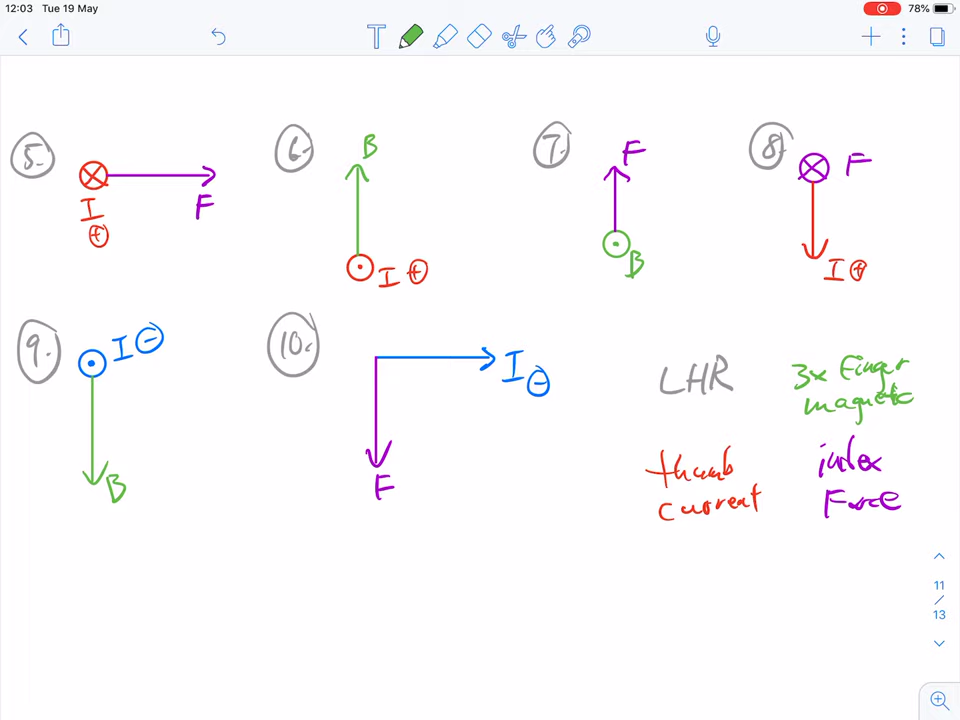 12:03 Tue 19 May
78%
T
5.
I
⊕
F
6.
B
I ⊕
7.
F
B
8.
F
I ⊕
9.
I ⊖
B
10.
I ⊖
F
LHR
3x Finger
magnetic
thumb
current
index
Force
11
/
13